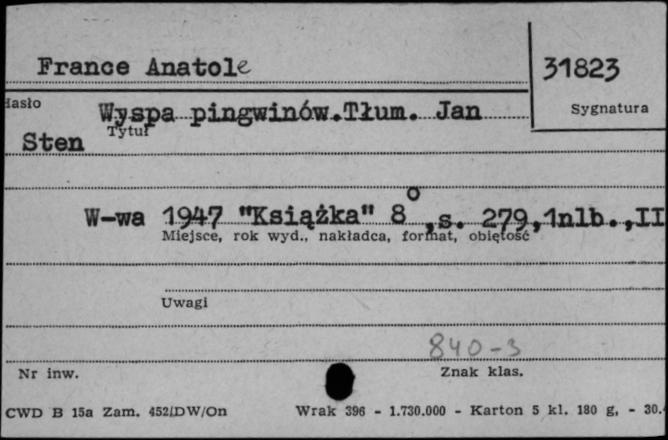 France Anatole
31823
Hasło
Wyspa pingwinów.Tłum. Jan
Sygnatura
Tytuł
Sten
W-wa 1947 "Książka" 8°,s. 279,1nlb.,II
Miejsce, rok wyd., nakładca, format, objętość
Uwagi
840-3
Nr inw.
Znak klas.
CWD B 15a Zam. 452/DW/On Wrak 396 - 1.730.000 - Karton 5 kl. 180 g, - 30.